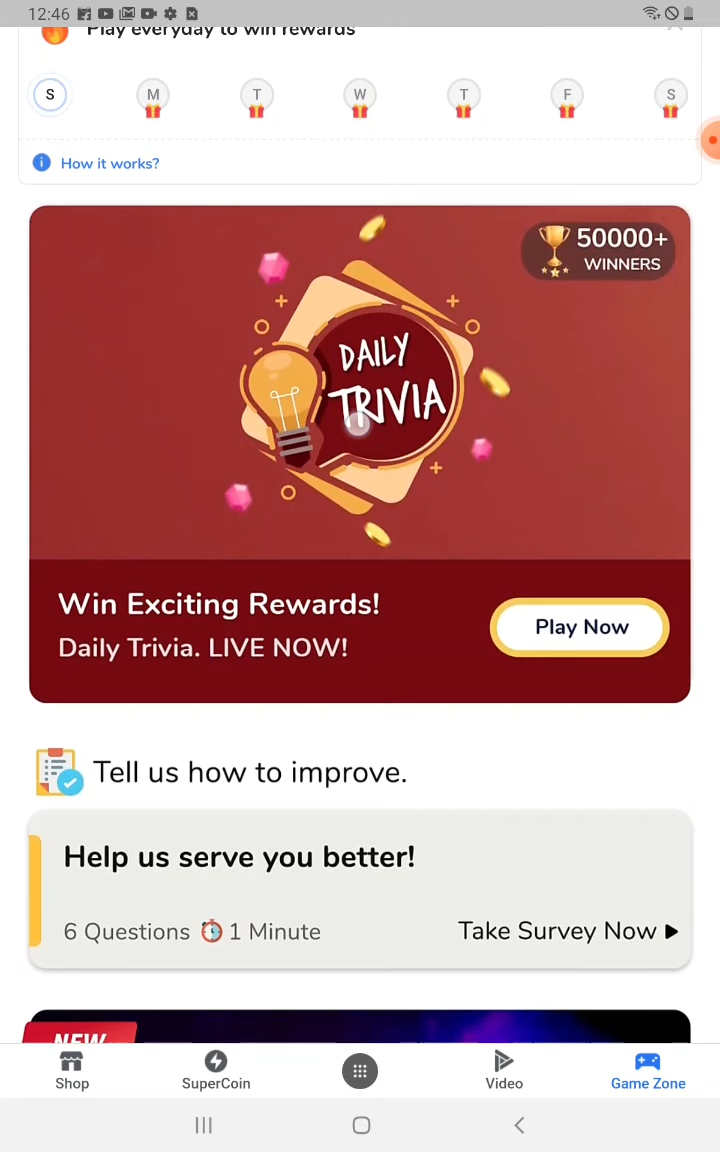 12:46
Play everyday to win rewards
S M T W T F S
How it works?
50000+
WINNERS
DAILY
TRIVIA
Win Exciting Rewards!
Daily Trivia. LIVE NOW!
Play Now
Tell us how to improve.
Help us serve you better!
6 Questions 1 Minute
Take Survey Now
NEW
Shop SuperCoin Video Game Zone